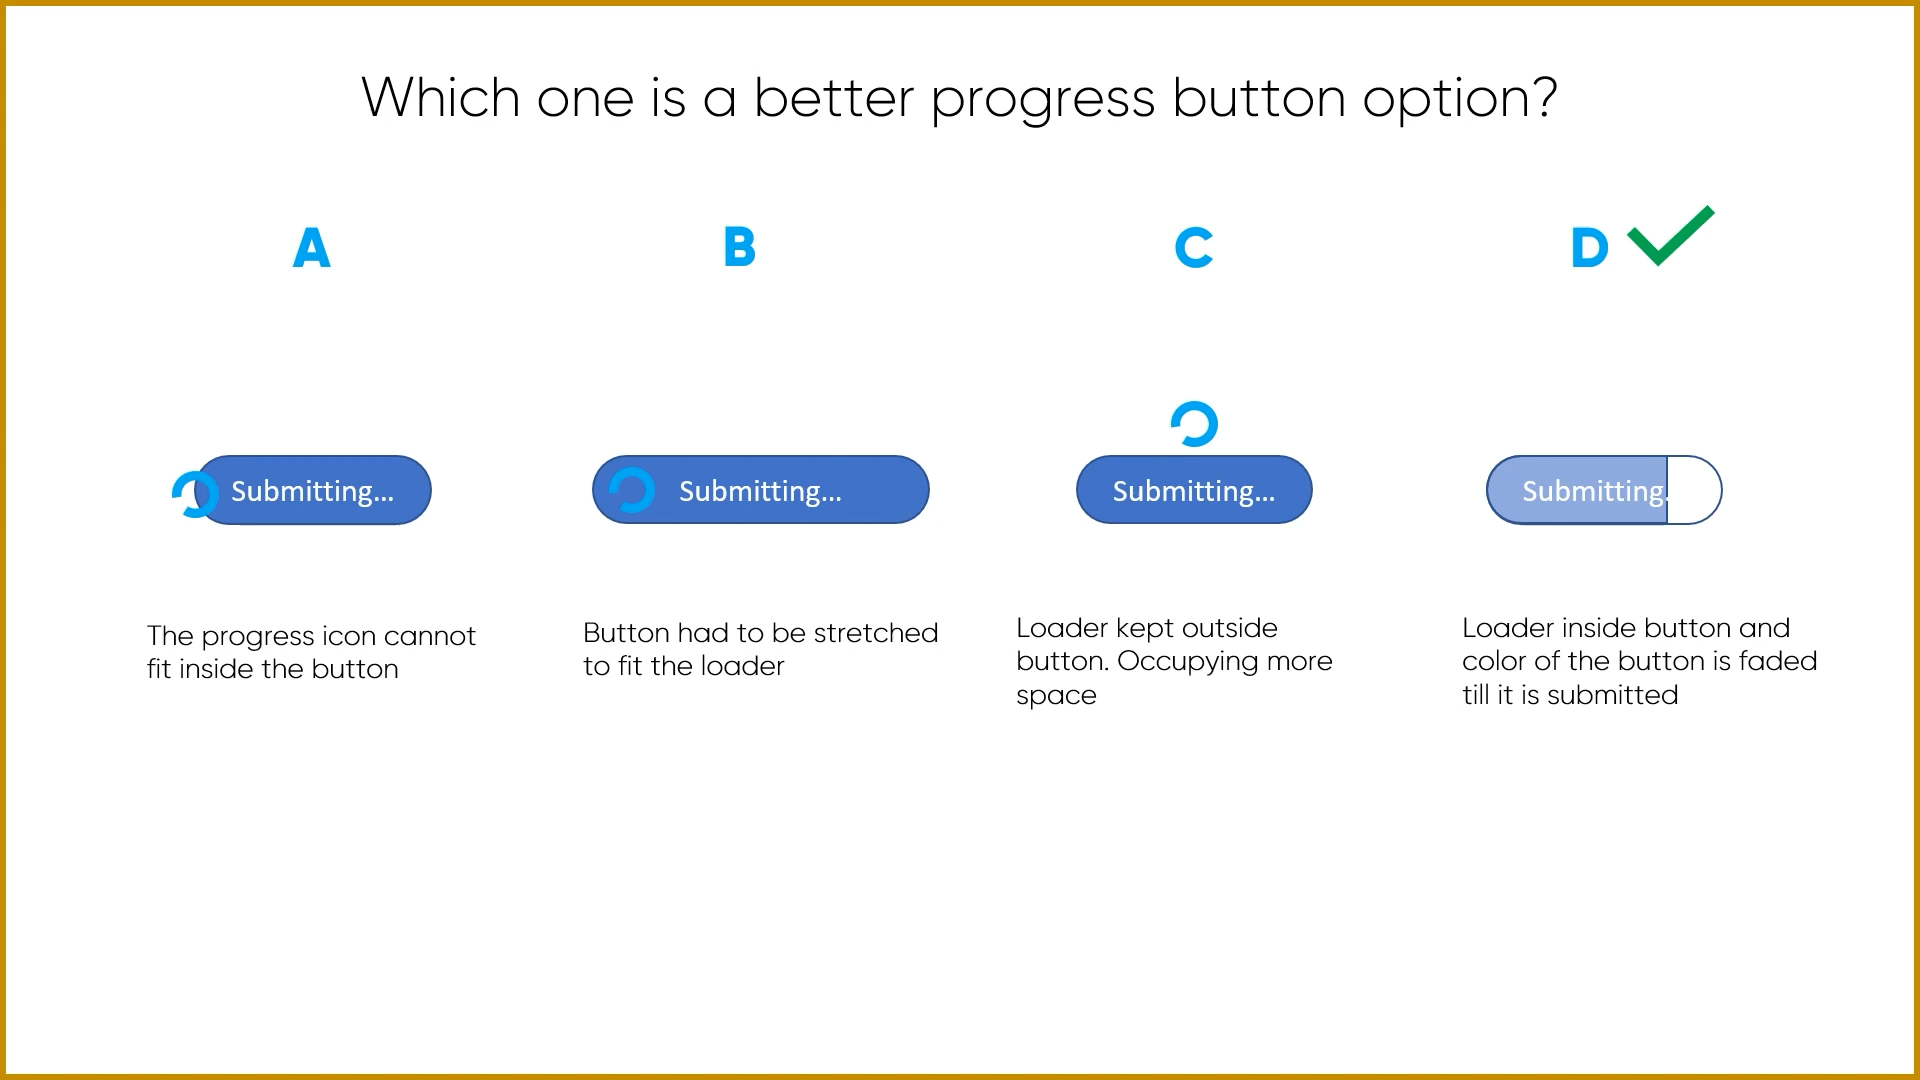 Which one is a better progress button option?
A
B
C
D
Submitting...
Submitting...
Submitting...
Submitting.
The progress icon cannot
fit inside the button
Button had to be stretched
to fit the loader
Loader kept outside
button. Occupying more
space
Loader inside button and
color of the button is faded
till it is submitted